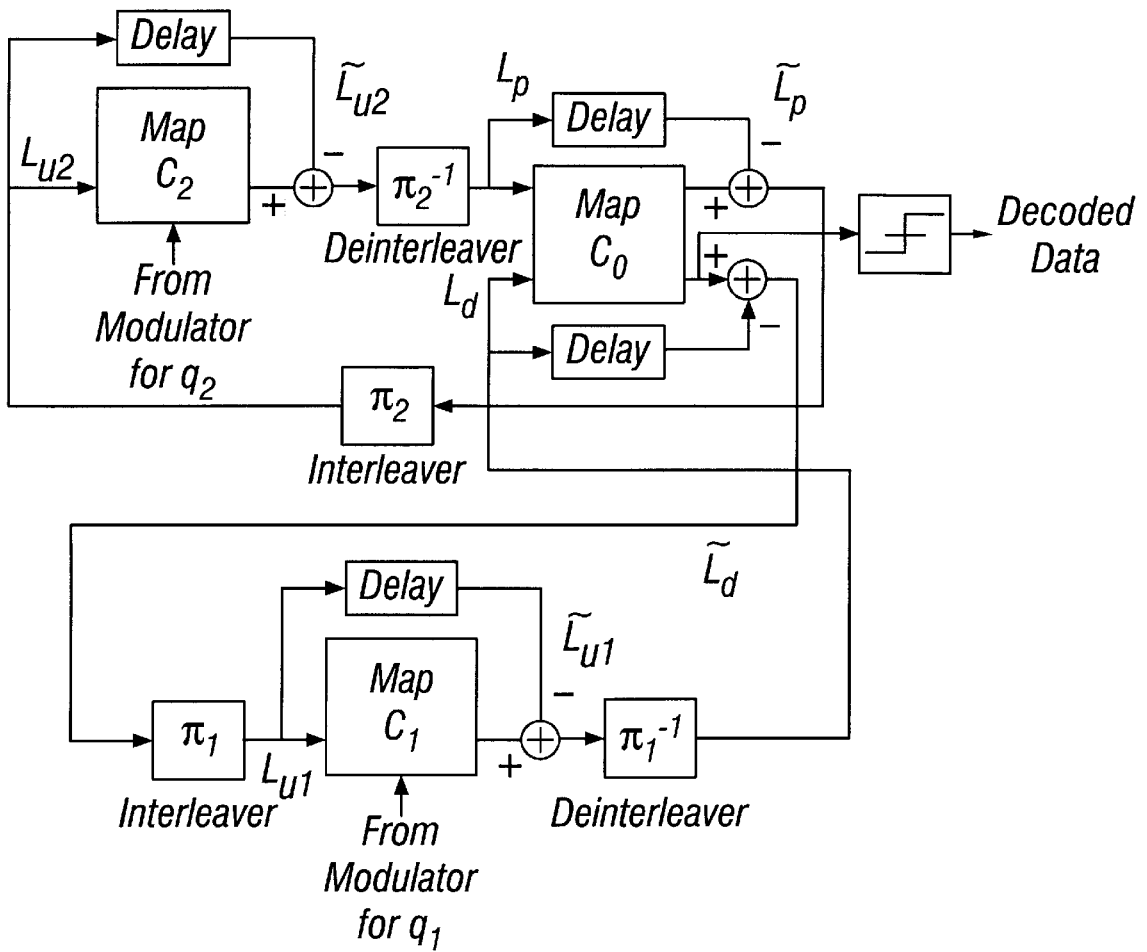 Delay
L̃u2
Map
C2
Lu2
−
+
+
π2⁻¹
Deinterleaver
From
Modulator
for q2
Lp
Delay
L̃p
−
Map
C0
+
+
Ld
+
+
−
Delay
Decoded
Data
π2
Interleaver
L̃d
Delay
L̃u1
Map
C1
−
+
+
π1
Lu1
Interleaver
π1⁻¹
Deinterleaver
From
Modulator
for q1